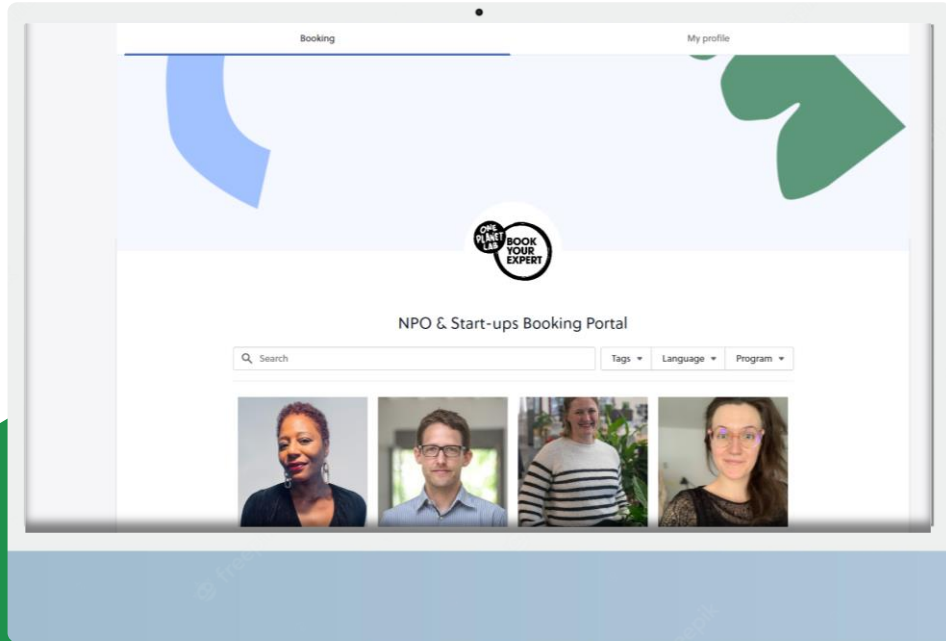 Booking
My profile
ONE
PLANET
LAB
BOOK
YOUR
EXPERT
NPO & Start-ups Booking Portal
Search
Tags
Language
Program